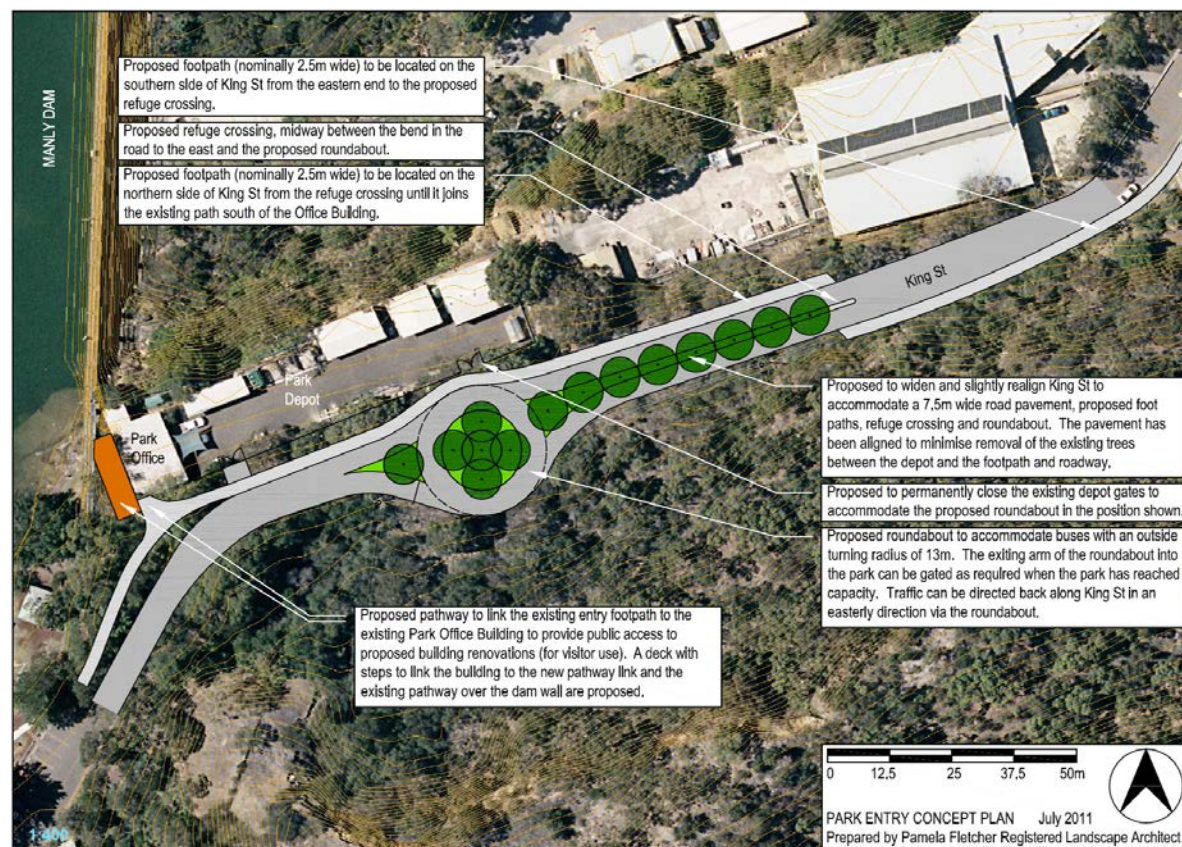 MANLY DAM
Proposed footpath (nominally 2.5m wide) to be located on the
southern side of King St from the eastern end to the proposed
refuge crossing.
Proposed refuge crossing, midway between the bend in the
road to the east and the proposed roundabout.
Proposed footpath (nominally 2.5m wide) to be located on the
northern side of King St from the refuge crossing until it joins
the existing path south of the Office Building.
King St
Park
Depot
Park
Office
Proposed to widen and slightly realign King St to
accommodate a 7.5m wide road pavement, proposed foot
paths, refuge crossing and roundabout. The pavement has
been aligned to minimise removal of the existing trees
between the depot and the footpath and roadway.
Proposed to permanently close the existing depot gates to
accommodate the proposed roundabout in the position shown.
Proposed roundabout to accommodate buses with an outside
turning radius of 13m. The exiting arm of the roundabout into
the park can be gated as required when the park has reached
capacity. Traffic can be directed back along King St in an
easterly direction via the roundabout.
Proposed pathway to link the existing entry footpath to the
existing Park Office Building to provide public access to
proposed building renovations (for visitor use). A deck with
steps to link the building to the new pathway link and the
existing pathway over the dam wall are proposed.
0 12,5 25 37,5 50m
PARK ENTRY CONCEPT PLAN July 2011
Prepared by Pamela Fletcher Registered Landscape Architect
1:400